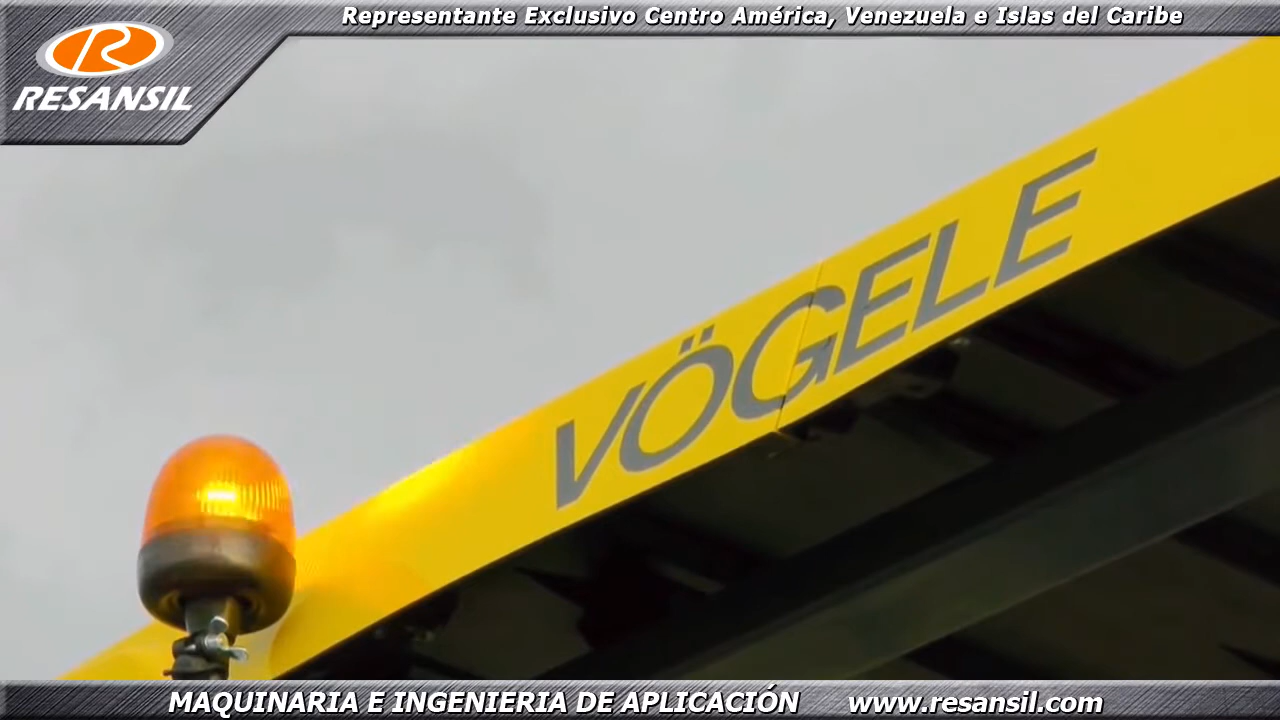 Representante Exclusivo Centro América, Venezuela e Islas del Caribe
R
RESANSIL
VÖGELE
MAQUINARIA E INGENIERIA DE APLICACIÓN www.resansil.com